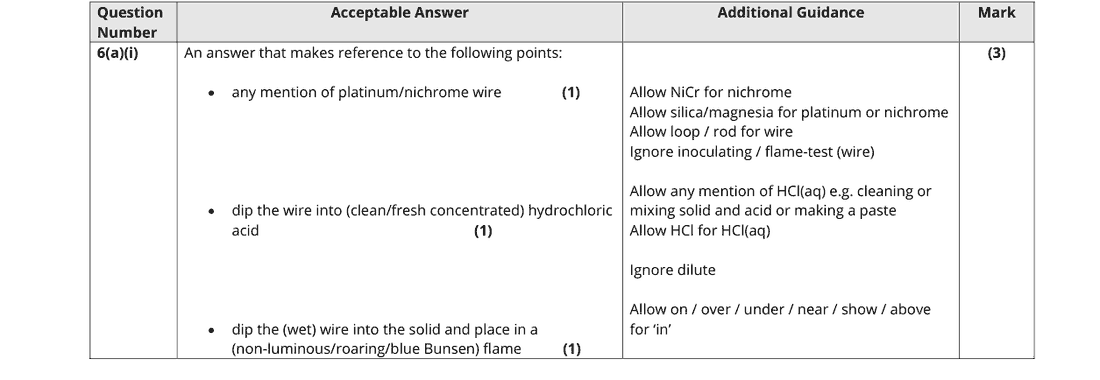 Question Number
Acceptable Answer
Additional Guidance
Mark
6(a)(i)
An answer that makes reference to the following points:
• any mention of platinum/nichrome wire (1)
Allow NiCr for nichrome
Allow silica/magnesia for platinum or nichrome
Allow loop / rod for wire
Ignore inoculating / flame-test (wire)
• dip the wire into (clean/fresh concentrated) hydrochloric
acid (1)
Allow any mention of HCl(aq) e.g. cleaning or
mixing solid and acid or making a paste
Allow HCl for HCl(aq)
Ignore dilute
• dip the (wet) wire into the solid and place in a
(non-luminous/roaring/blue Bunsen) flame (1)
Allow on / over / under / near / show / above
for ‘in’
(3)